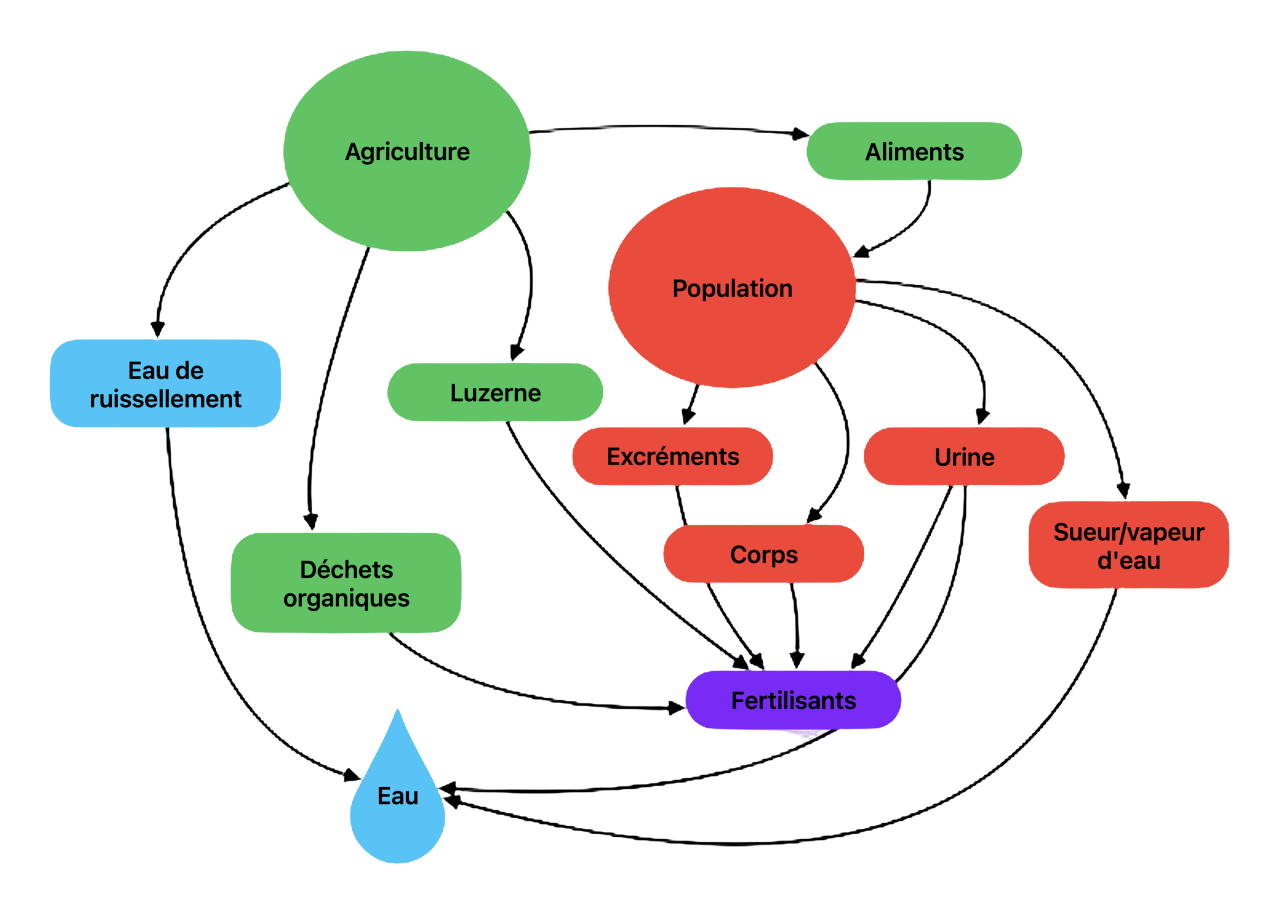 Agriculture
Aliments
Population
Eau de
ruissellement
Luzerne
Excréments
Urine
Corps
Sueur/vapeur
d'eau
Déchets
organiques
Fertilisants
Eau